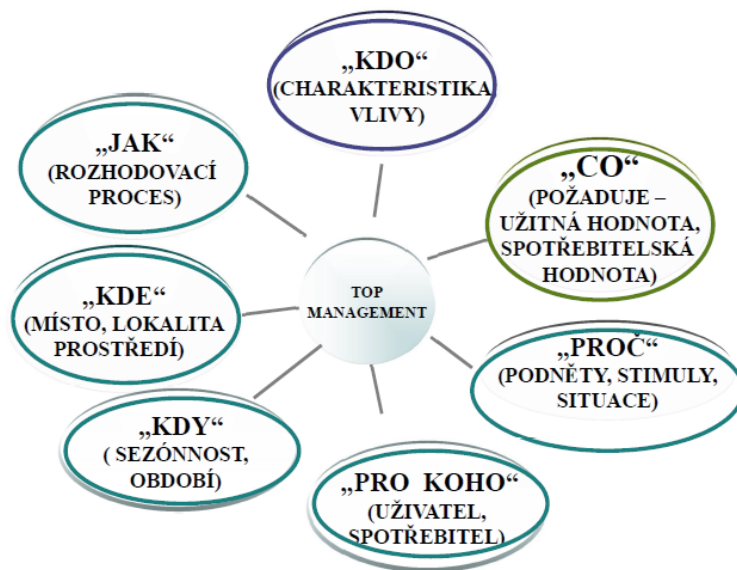 „KDO“
(CHARAKTERISTIKA,
VLIVY)
„JAK“
(ROZHODOVACÍ
PROCES)
„CO“
(POŽADUJE –
UŽITNÁ HODNOTA,
SPOTŘEBITELSKÁ
HODNOTA)
TOP
MANAGEMENT
„KDE“
(MÍSTO, LOKALITA
PROSTŘEDÍ)
„PROČ“
(PODNĚTY, STIMULY,
SITUACE)
„KDY“
( SEZÓNNOST,
OBDOBÍ)
„PRO KOHO“
(UŽIVATEL,
SPOTŘEBITEL)